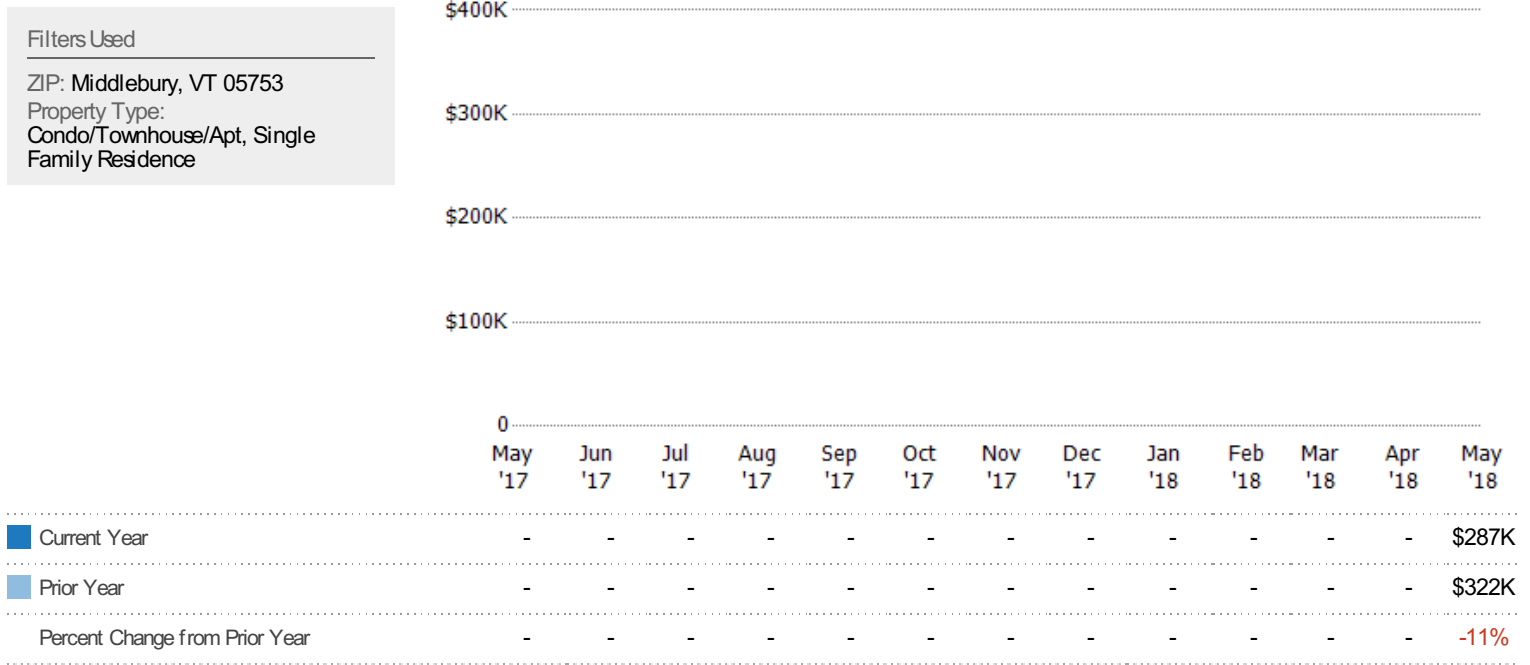 Filters Used
ZIP: Middlebury, VT 05753
Property Type:
Condo/Townhouse/Apt, Single
Family Residence
$400K
$300K
$200K
$100K
0
May Jun Jul Aug Sep Oct Nov Dec Jan Feb Mar Apr May
'17 '17 '17 '17 '17 '17 '17 '17 '18 '18 '18 '18 '18
Current Year - - - - - - - - - - - - $287K
Prior Year - - - - - - - - - - - - $322K
Percent Change from Prior Year - - - - - - - - - - - - -11%